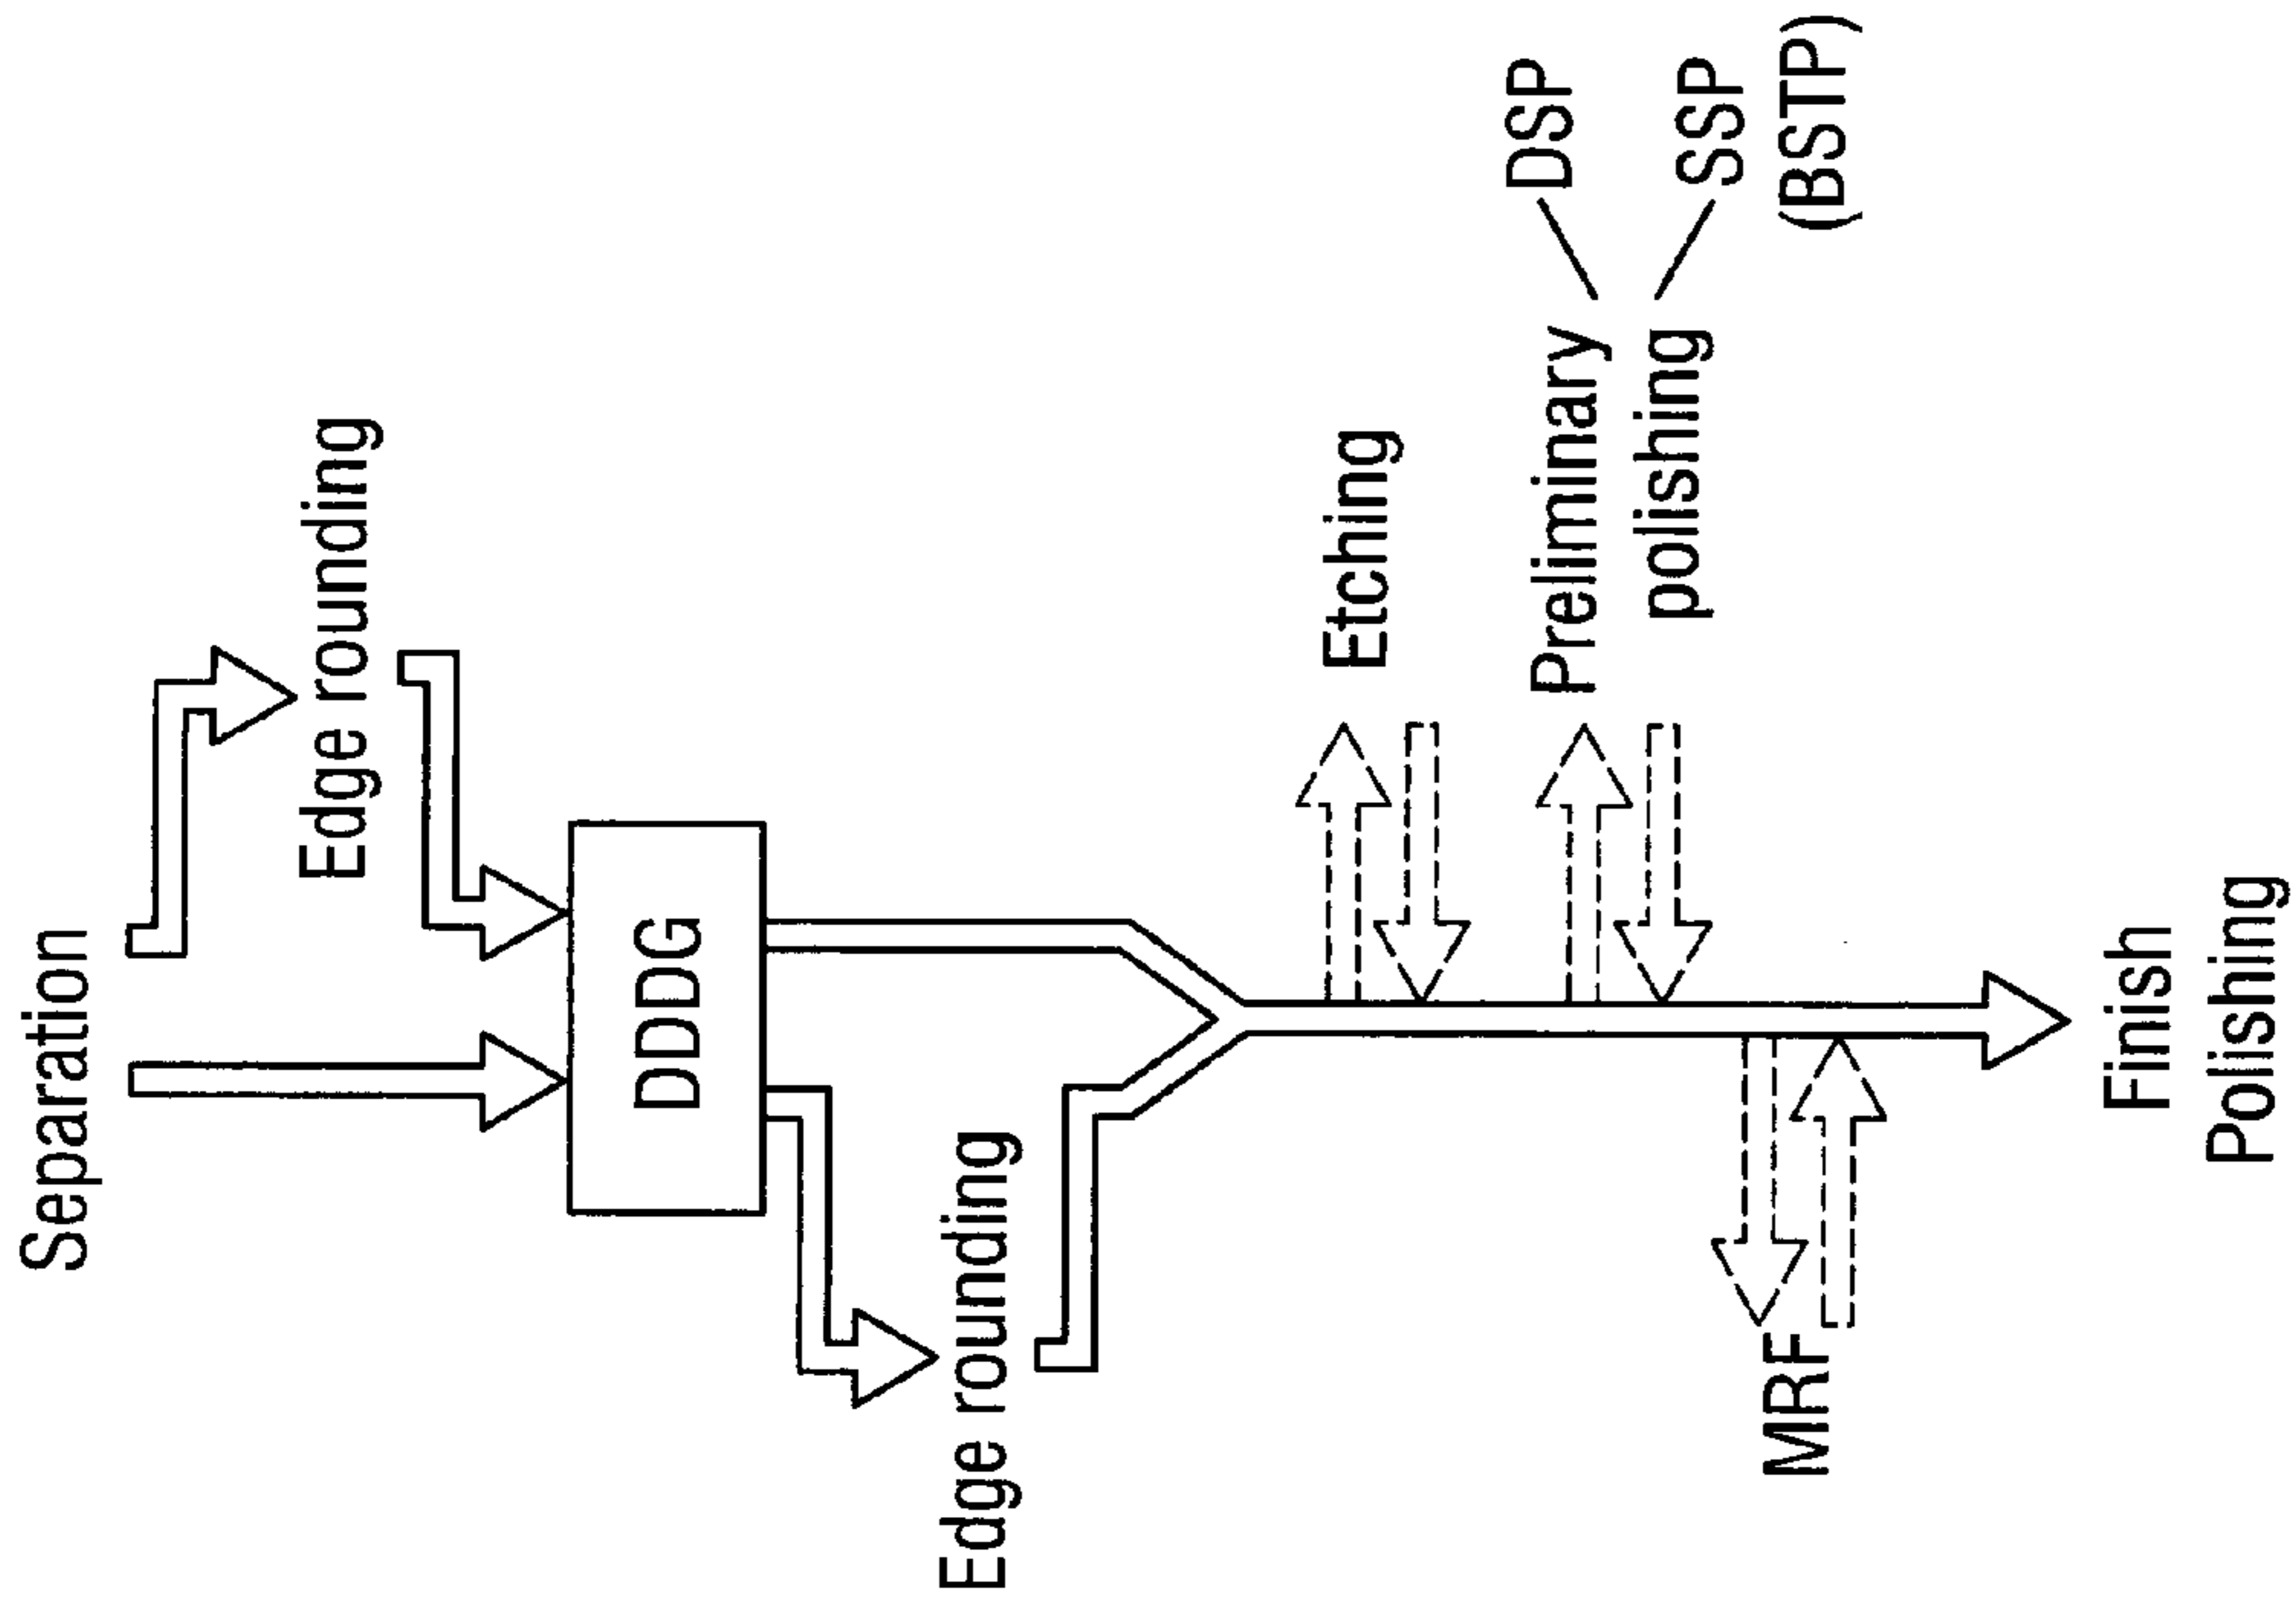 Separation
Edge rounding
DDDG
Edge rounding
Etching
Preliminary
polishing
DSP
SSP
(BSTP)
MRF
Finish
Polishing